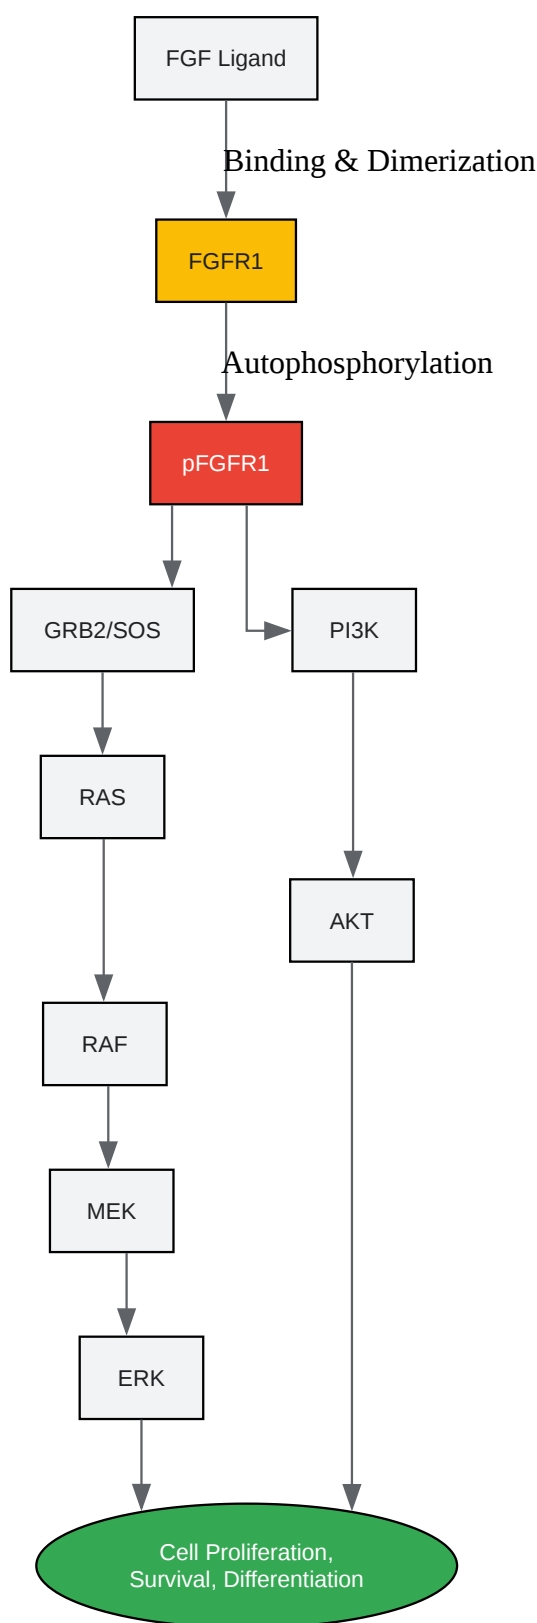 FGF Ligand
Binding & Dimerization
FGFR1
Autophosphorylation
pFGFR1
GRB2/SOS
PI3K
RAS
AKT
RAF
MEK
ERK
Cell Proliferation,
Survival, Differentiation